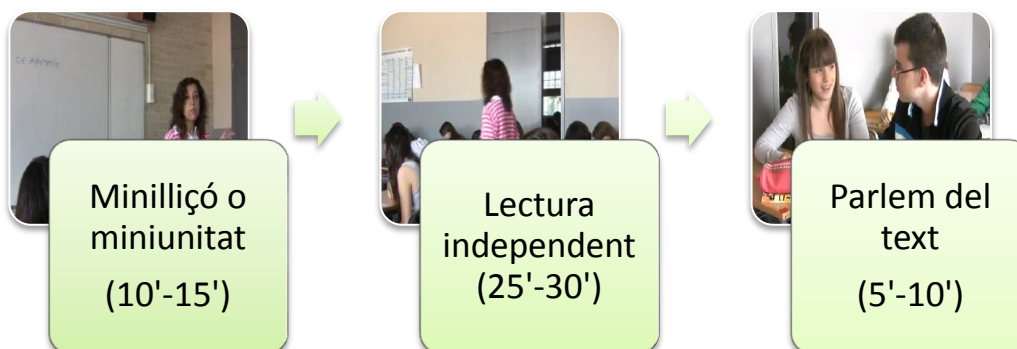 Minilliçó o
miniunitat
(10'-15')
Lectura
independent
(25'-30')
Parlem del
text
(5'-10')